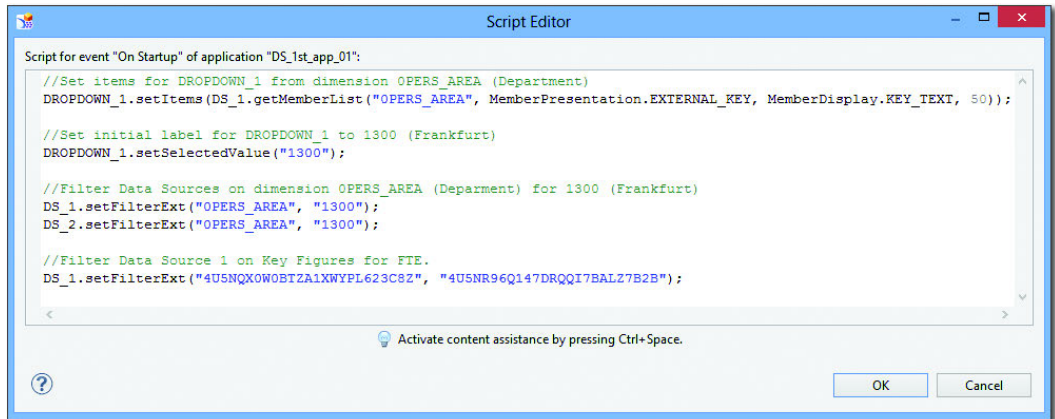 Script Editor
Script for event "On Startup" of application "DS_1st_app_01":
//Set items for DROPDOWN_1 from dimension 0PERS_AREA (Department)
DROPDOWN_1.setItems(DS_1.getMemberList("0PERS_AREA", MemberPresentation.EXTERNAL_KEY, MemberDisplay.KEY_TEXT, 50));
//Set initial label for DROPDOWN_1 to 1300 (Frankfurt)
DROPDOWN_1.setSelectedValue("1300");
//Filter Data Sources on dimension 0PERS_AREA (Deparment) for 1300 (Frankfurt)
DS_1.setFilterExt("0PERS_AREA", "1300");
DS_2.setFilterExt("0PERS_AREA", "1300");
//Filter Data Source 1 on Key Figures for FTE.
DS_1.setFilterExt("4U5NQX0W0BTZA1XWYPL623C8Z", "4U5NR96Q147DRQQI7BALZ7B2B");
Activate content assistance by pressing Ctrl+Space.
OK
Cancel